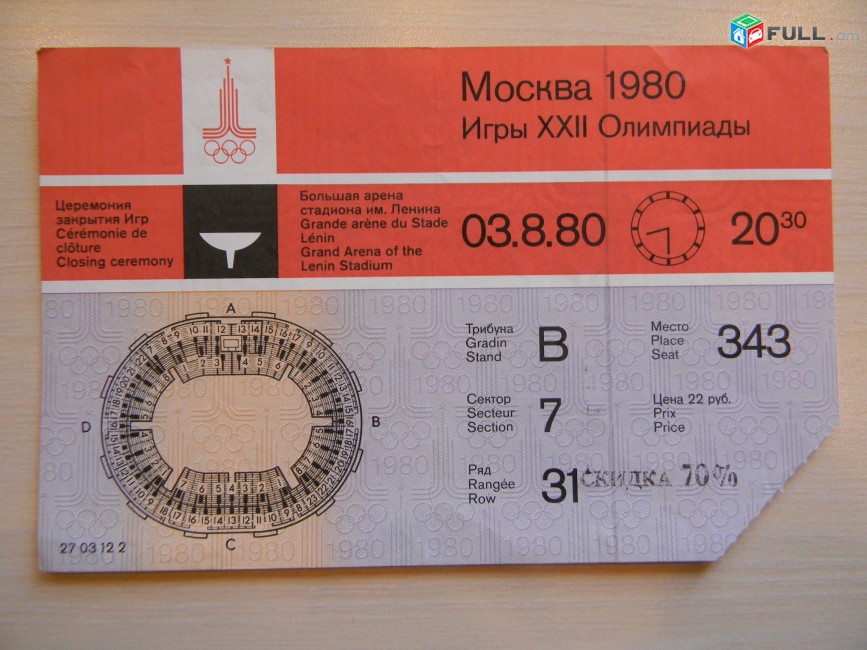 FULL.am
Москва 1980
Игры XXII Олимпиады
Церемония
закрытия Игр
Cérémonie de
clôture
Closing ceremony
Большая арена
стадиона им. Ленина
Grande arène du Stade
Lénin
Grand Arena of the
Lenin Stadium
03.8.80
20 30
A
B
C
D
Трибуна
Gradin
Stand
B
Место
Place
Seat
343
Сектор
Secteur
Section
7
Цена 22 руб.
Prix
Price
Ряд
Rangée
Row
31
СКИДКА 70%
27 03 12 2